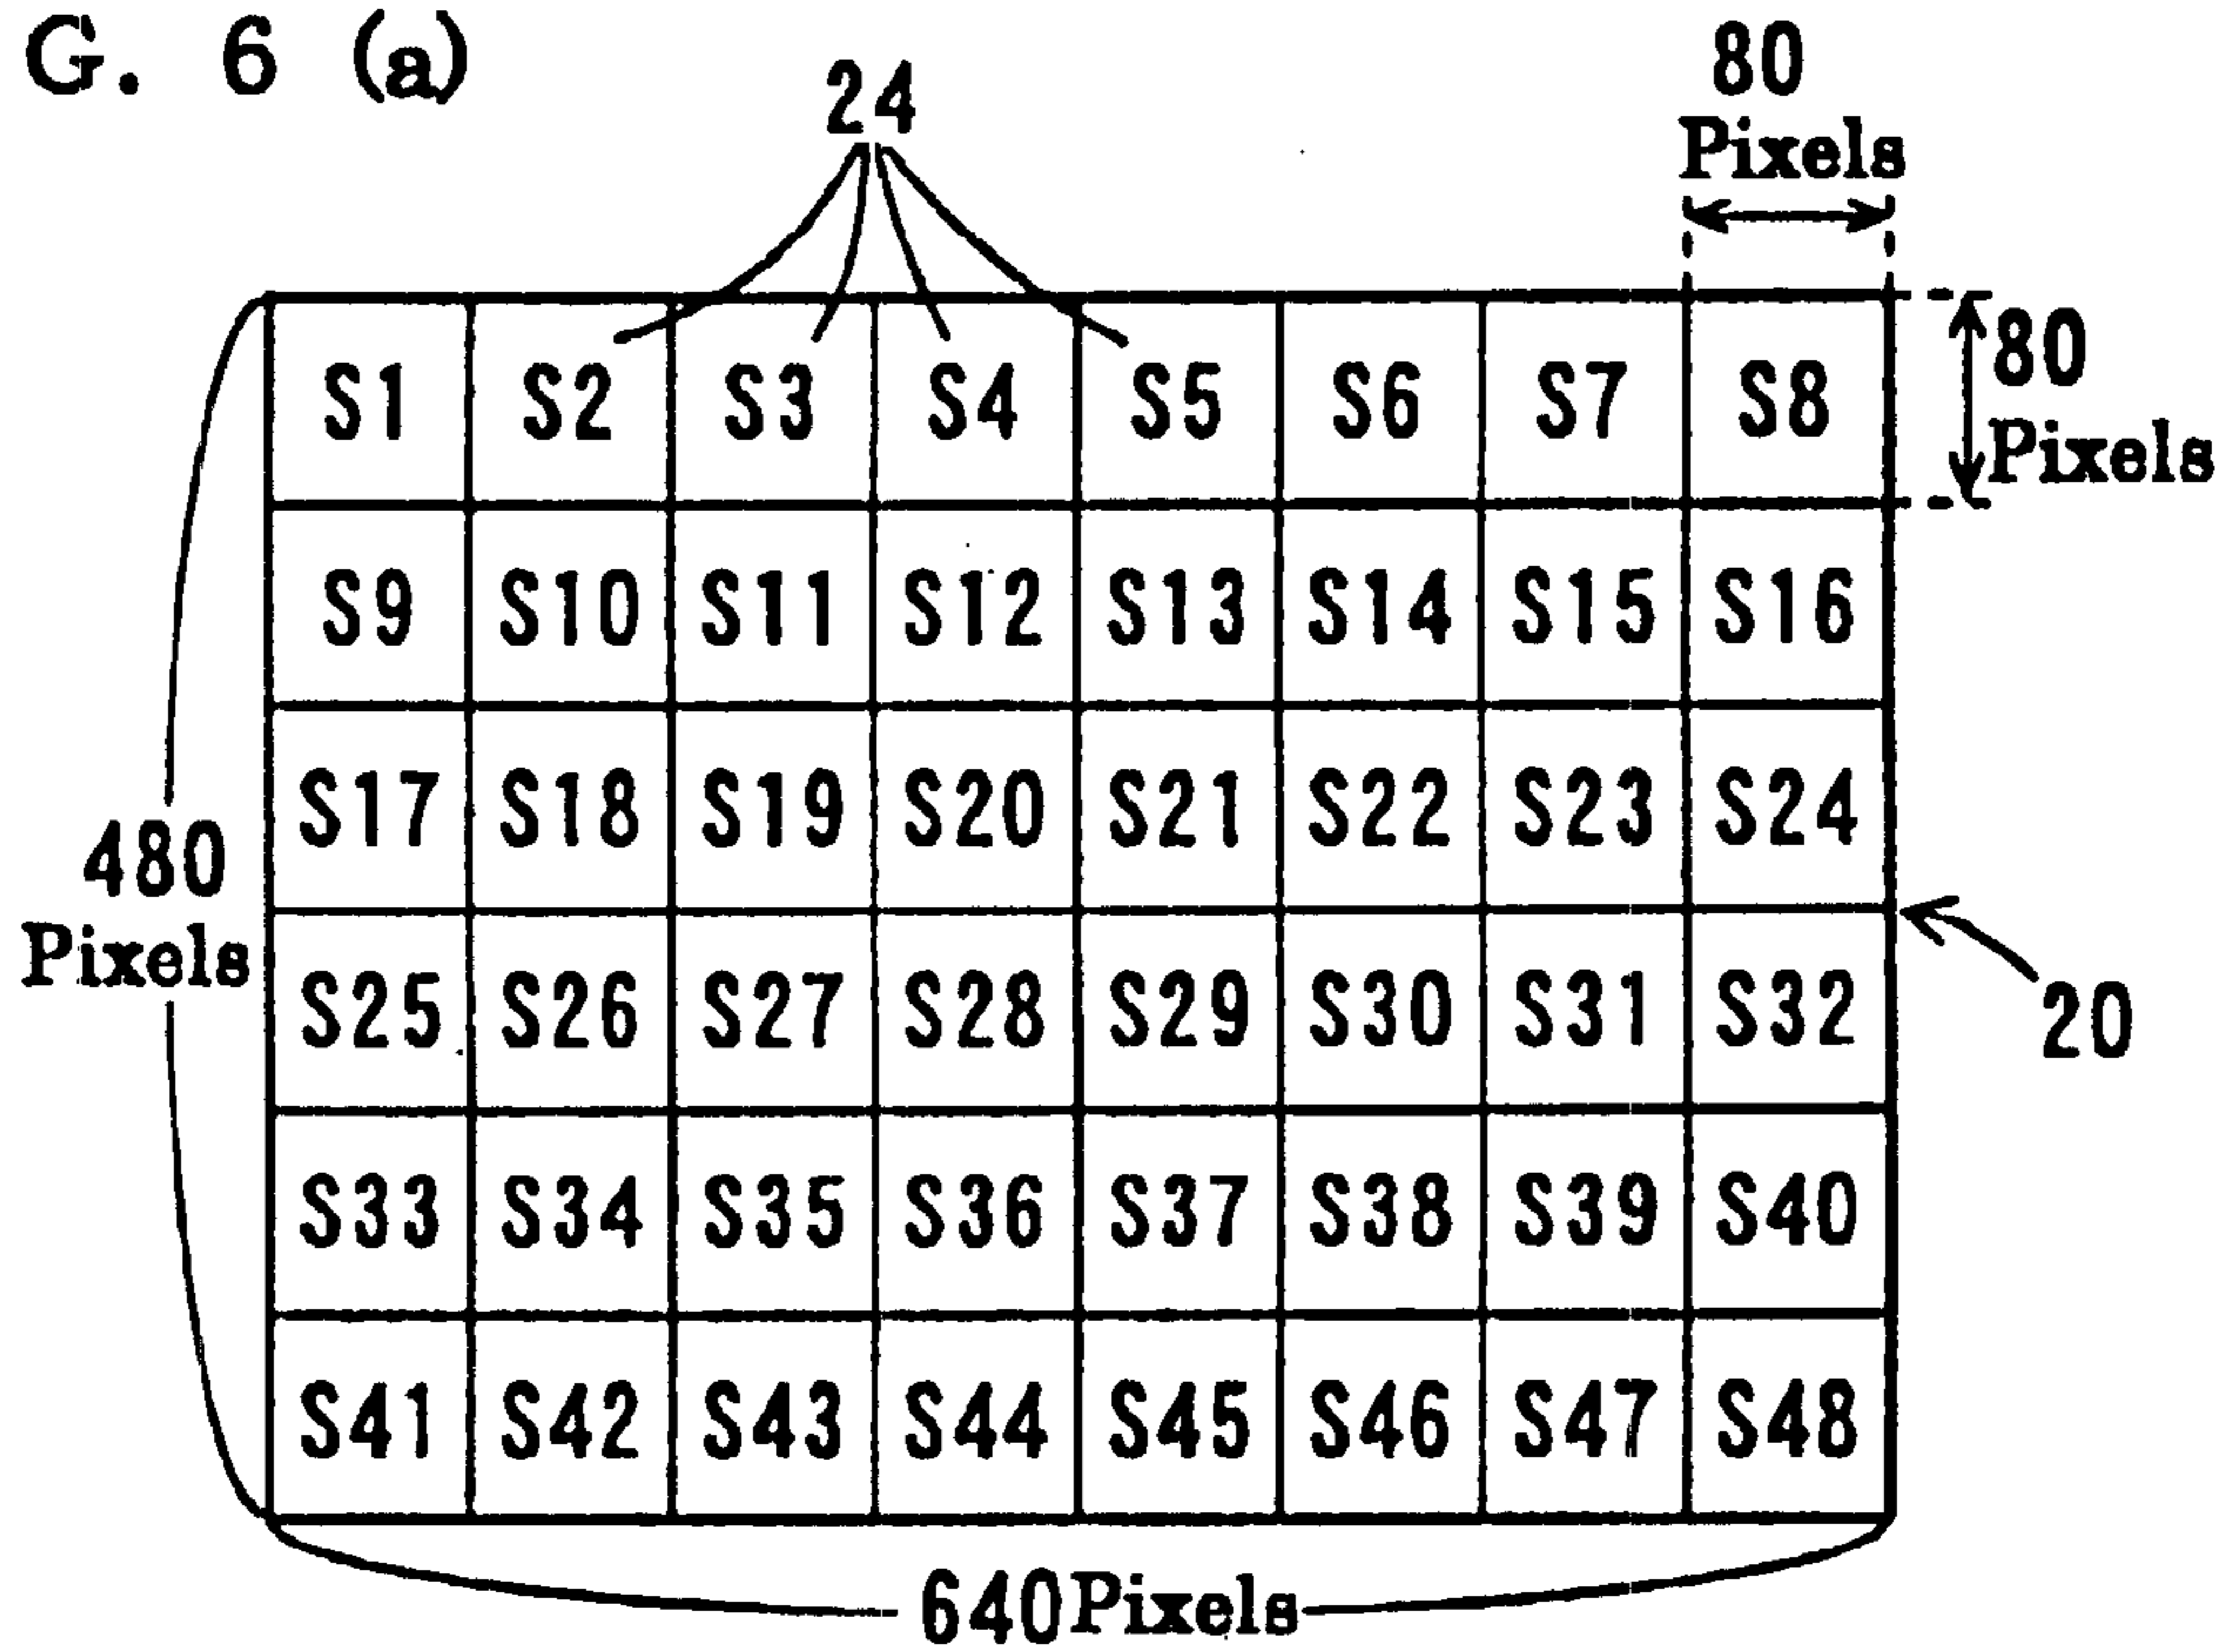 G. 6 (a)
24
80
Pixels
80
Pixels
S1 S2 S3 S4 S5 S6 S7 S8
S9 S10 S11 S12 S13 S14 S15 S16
S17 S18 S19 S20 S21 S22 S23 S24
480
Pixels
S25 S26 S27 S28 S29 S30 S31 S32
20
S33 S34 S35 S36 S37 S38 S39 S40
S41 S42 S43 S44 S45 S46 S47 S48
640 Pixels